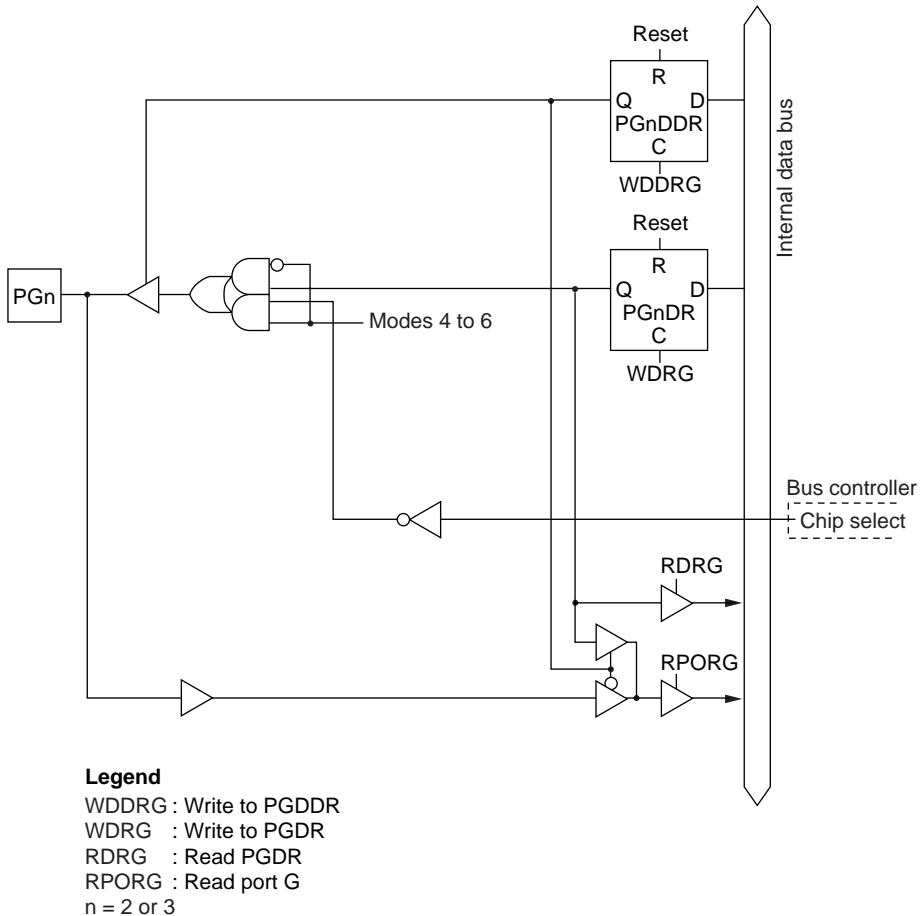 Reset
R
Q D
PGnDDR
C
WDDRG
Internal data bus
Reset
R
Q D
PGnDR
C
WDRG
PGn
Modes 4 to 6
Bus controller
Chip select
RDRG
RPORG
Legend
WDDRG : Write to PGDDR
WDRG : Write to PGDR
RDRG : Read PGDR
RPORG : Read port G
n = 2 or 3